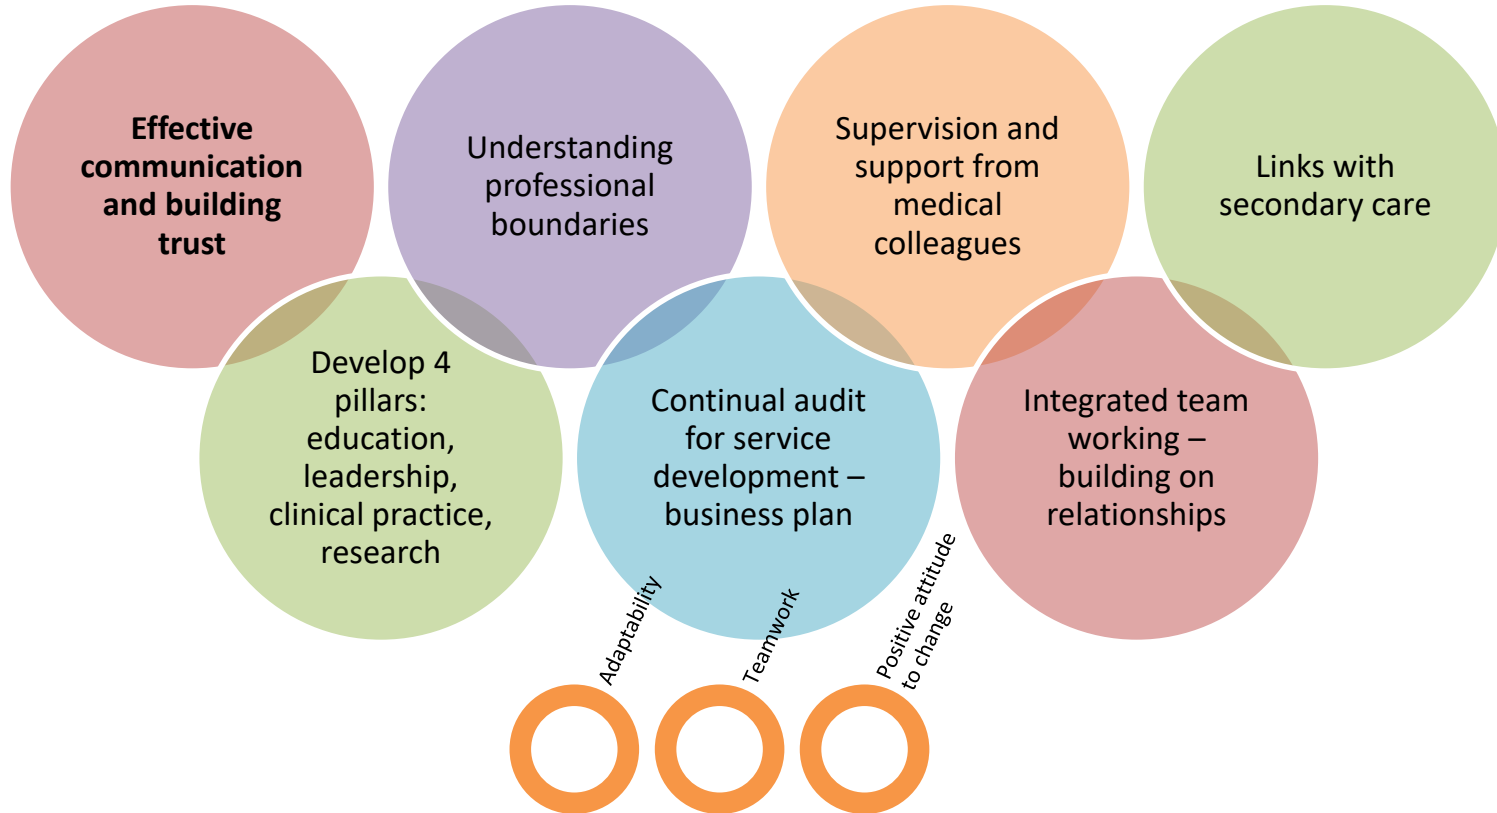 Effective
communication
and building
trust
Understanding
professional
boundaries
Supervision and
support from
medical
colleagues
Links with
secondary care
Develop 4
pillars:
education,
leadership,
clinical practice,
research
Continual audit
for service
development –
business plan
Integrated team
working –
building on
relationships
Adaptability
Teamwork
Positive attitude
to change